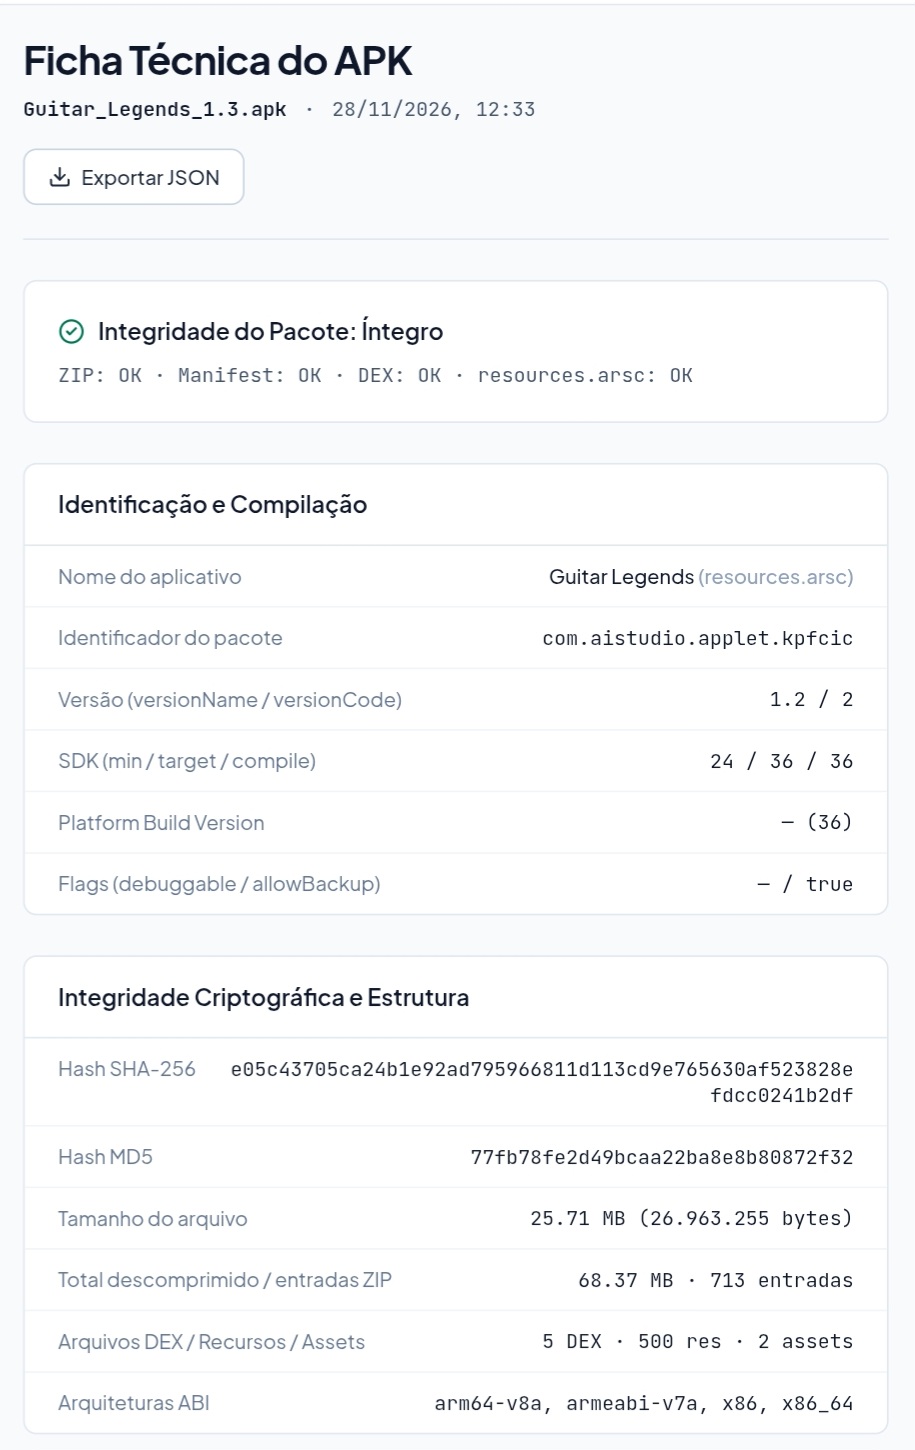 Ficha Técnica do APK
Guitar_Legends_1.3.apk · 28/11/2026, 12:33
Exportar JSON
Integridade do Pacote: Íntegro
ZIP: OK · Manifest: OK · DEX: OK · resources.arsc: OK
Identificação e Compilação
Nome do aplicativo Guitar Legends (resources.arsc)
Identificador do pacote com.aistudio.applet.kpfcic
Versão (versionName / versionCode) 1.2 / 2
SDK (min / target / compile) 24 / 36 / 36
Platform Build Version — (36)
Flags (debuggable / allowBackup) — / true
Integridade Criptográfica e Estrutura
Hash SHA-256 e05c43705ca24b1e92ad795966811d113cd9e765630af523828e
fdcc0241b2df
Hash MD5 77fb78fe2d49bcaa22ba8e8b80872f32
Tamanho do arquivo 25.71 MB (26.963.255 bytes)
Total descomprimido / entradas ZIP 68.37 MB · 713 entradas
Arquivos DEX / Recursos / Assets 5 DEX · 500 res · 2 assets
Arquiteturas ABI arm64-v8a, armeabi-v7a, x86, x86_64